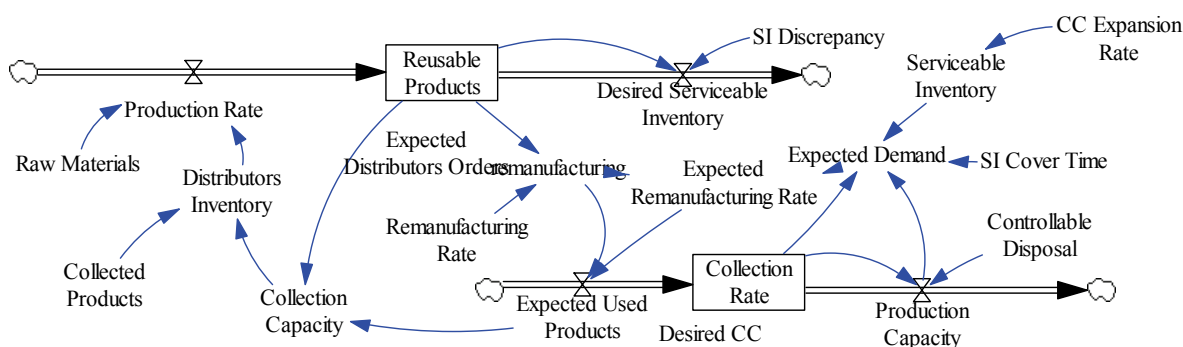 SI Discrepancy
CC Expansion
Rate
Reusable
Products
Serviceable
Inventory
Desired Serviceable
Inventory
Production Rate
Raw Materials
Expected
Distributors Orders
remanufacturing
Expected
Remanufacturing Rate
Expected Demand
SI Cover Time
Distributors
Inventory
Remanufacturing
Rate
Controllable
Disposal
Collected
Products
Collection
Capacity
Collection
Rate
Expected Used
Products
Desired CC
Production
Capacity